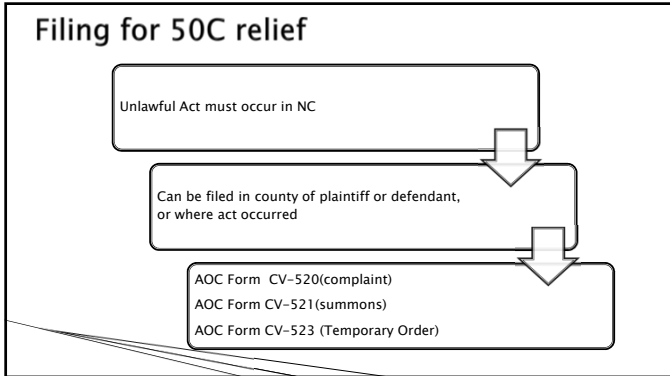 Filing for 50C relief
Unlawful Act must occur in NC
Can be filed in county of plaintiff or defendant,
or where act occurred
AOC Form  CV-520(complaint)
AOC Form CV-521(summons)
AOC Form CV-523 (Temporary Order)